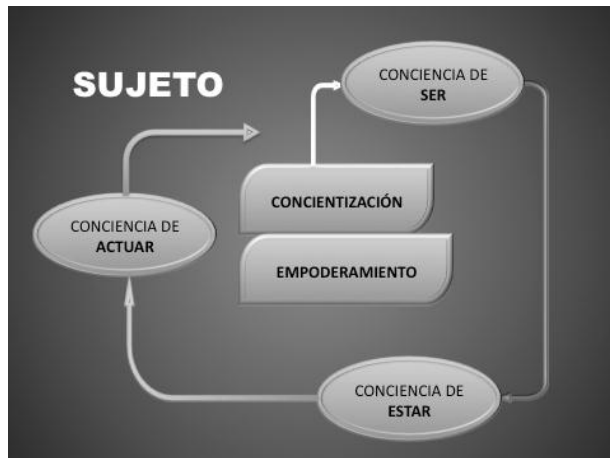 SUJETO
CONCIENCIA DE
SER
CONCIENTIZACIÓN
CONCIENCIA DE
ACTUAR
EMPODERAMIENTO
CONCIENCIA DE
ESTAR